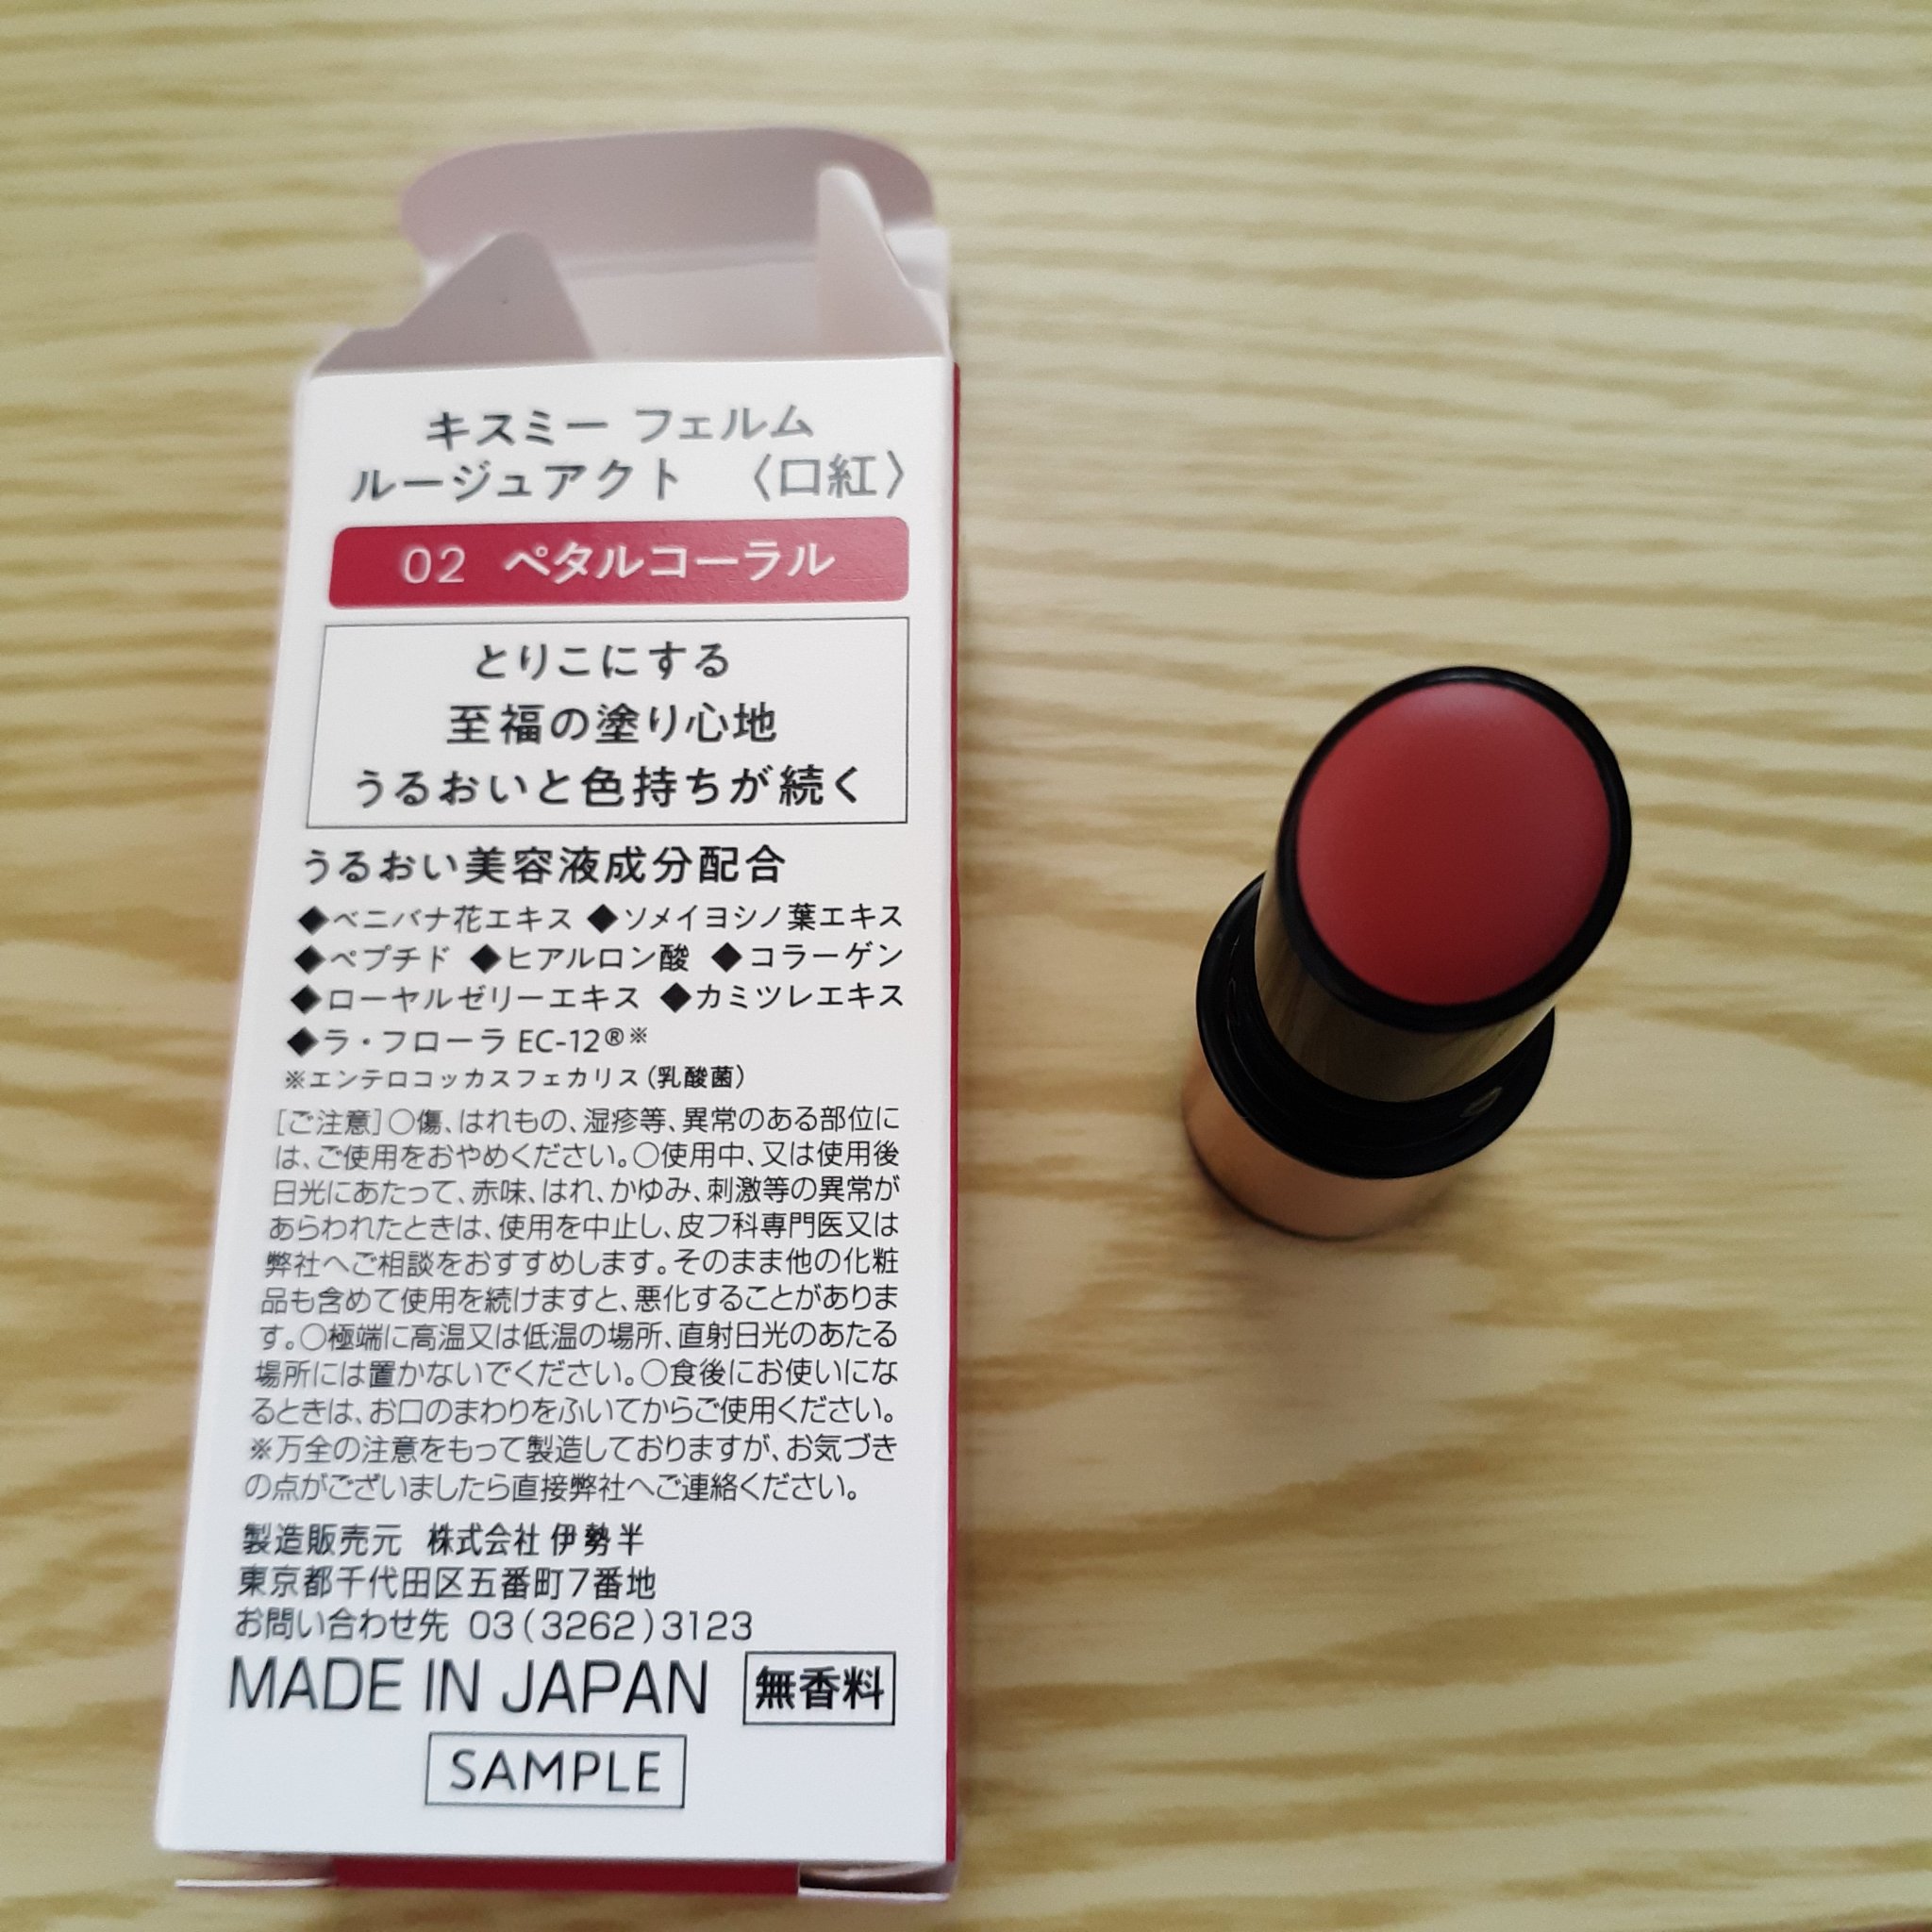 キスミー フェルム
ルージュアクト 〈口紅〉
02 ペタルコーラル
とりこにする
至福の塗り心地
うるおいと色持ちが続く
うるおい美容液成分配合
◆ベニバナ花エキス ◆ソメイヨシノ葉エキス
◆ペプチド ◆ヒアルロン酸 ◆コラーゲン
◆ローヤルゼリーエキス ◆カミツレエキス
◆ラ・フローラ EC-12®※
※エンテロコッカスフェカリス(乳酸菌)
[ご注意]○傷、はれもの、湿疹等、異常のある部位に
は、ご使用をおやめください。○使用中、又は使用後
日光にあたって、赤味、はれ、かゆみ、刺激等の異常が
あらわれたときは、使用を中止し、皮フ科専門医又は
弊社へご相談をおすすめします。そのまま他の化粧
品も含めて使用を続けますと、悪化することがありま
す。○極端に高温又は低温の場所、直射日光のあたる
場所には置かないでください。○食後にお使いにな
るときは、お口のまわりをふいてからご使用ください。
※万全の注意をもって製造しておりますが、お気づき
の点がございましたら直接弊社へご連絡ください。
製造販売元 株式会社 伊勢半
東京都千代田区五番町7番地
お問い合わせ先 03(3262)3123
MADE IN JAPAN 無香料
SAMPLE